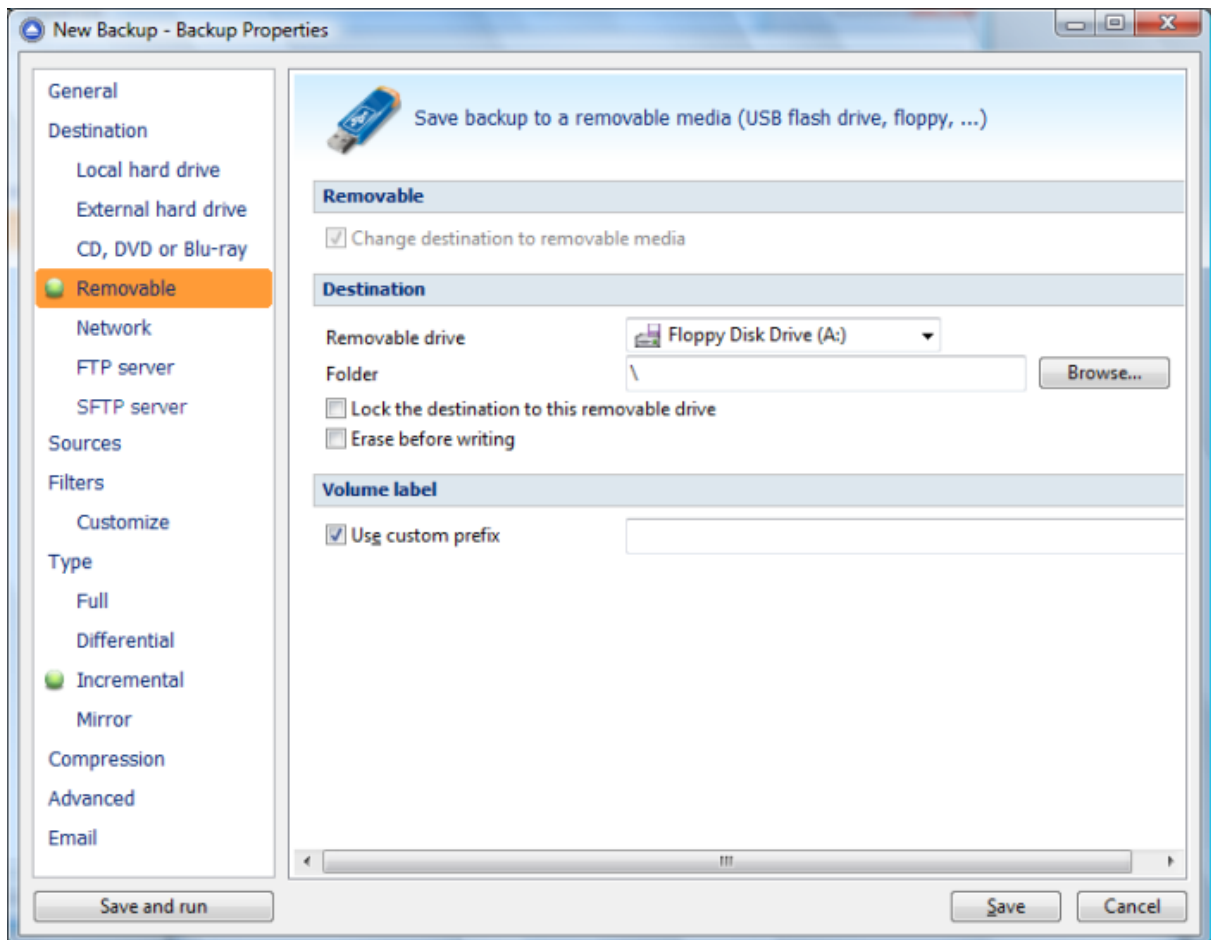 New Backup - Backup Properties
General
Destination
Local hard drive
External hard drive
CD, DVD or Blu-ray
Removable
Network
FTP server
SFTP server
Sources
Filters
Customize
Type
Full
Differential
Incremental
Mirror
Compression
Advanced
Email
Save backup to a removable media (USB flash drive, floppy, ...)
Removable
Change destination to removable media
Destination
Removable drive Floppy Disk Drive (A:)
Folder \ Browse...
Lock the destination to this removable drive
Erase before writing
Volume label
Use custom prefix
Save and run Save Cancel